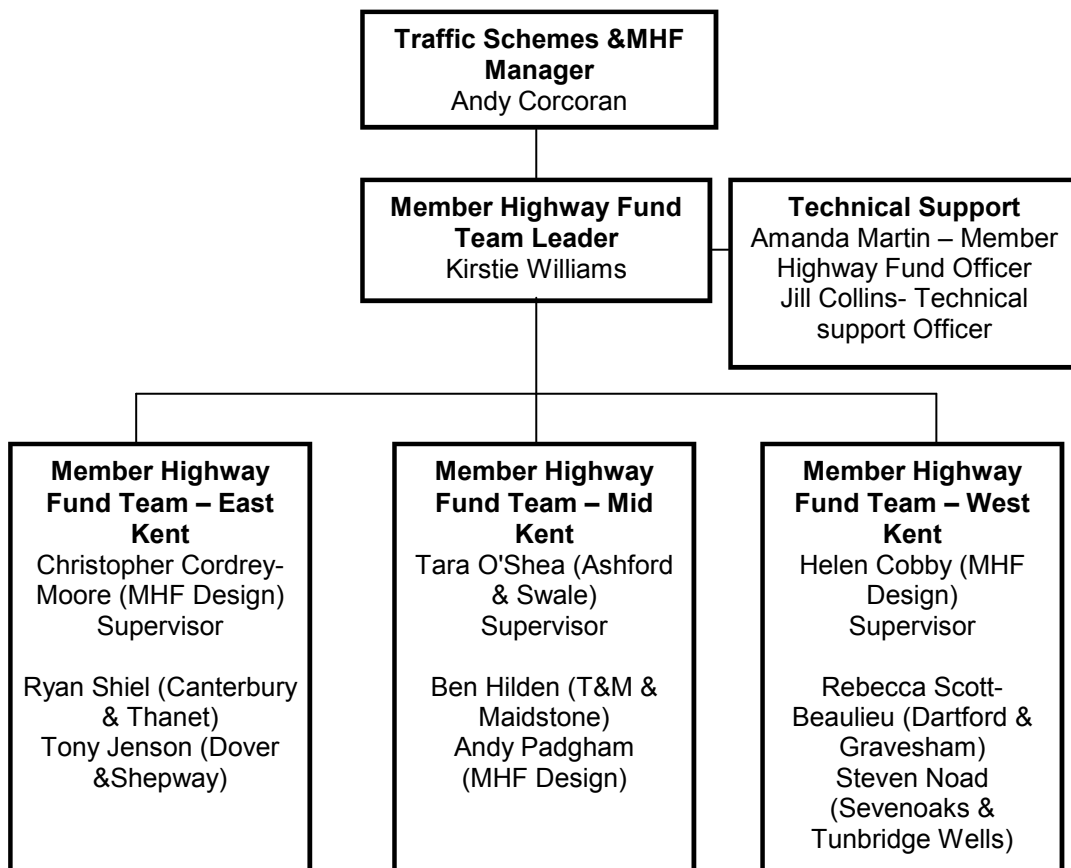 Traffic Schemes &MHF
Manager
Andy Corcoran
Member Highway Fund
Team Leader
Kirstie Williams
Technical Support
Amanda Martin – Member
Highway Fund Officer
Jill Collins- Technical
support Officer
Member Highway
Fund Team – East
Kent
Christopher Cordrey-
Moore (MHF Design)
Supervisor
Ryan Shiel (Canterbury
& Thanet)
Tony Jenson (Dover
&Shepway)
Member Highway
Fund Team – Mid
Kent
Tara O'Shea (Ashford
& Swale)
Supervisor
Ben Hilden (T&M &
Maidstone)
Andy Padgham
(MHF Design)
Member Highway
Fund Team – West
Kent
Helen Cobby (MHF
Design)
Supervisor
Rebecca Scott-
Beaulieu (Dartford &
Gravesham)
Steven Noad
(Sevenoaks &
Tunbridge Wells)